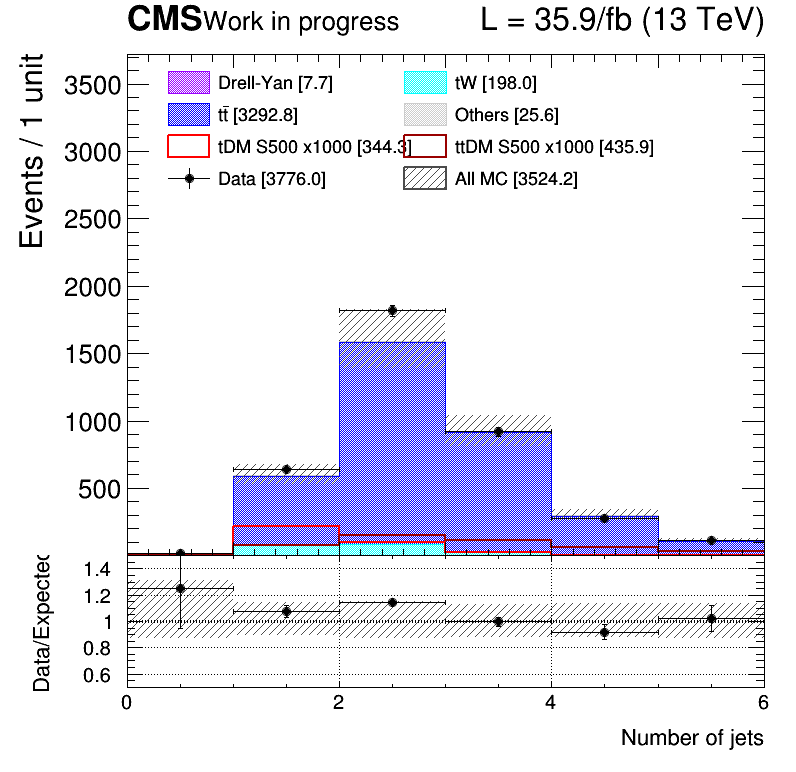 CMS Work in progress L = 35.9/fb (13 TeV)
Events / 1 unit
3500
3000
2500
2000
1500
1000
500
Drell-Yan [7.7] tW [198.0]
tt̄ [3292.8] Others [25.6]
tDM S500 x1000 [344.3] ttDM S500 x1000 [435.9]
Data [3776.0] All MC [3524.2]
Data/Expected
1.4
1.2
1
0.8
0.6
0 2 4 6
Number of jets